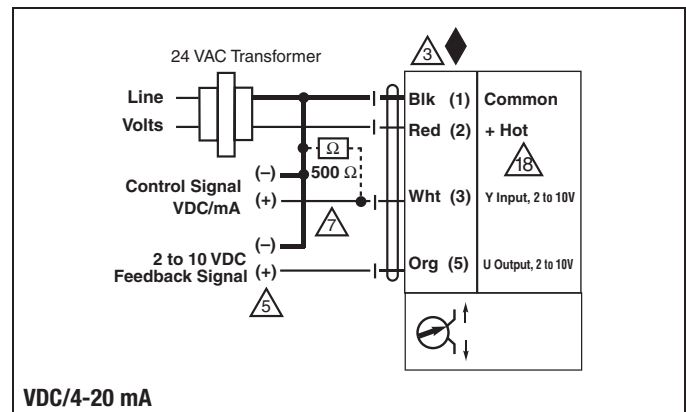 24 VAC Transformer
3
Line
Volts
Blk (1) Common
Red (2) + Hot
Ω
500 Ω
18
(–)
Control Signal
VDC/mA
(+)
7
Wht (3) Y Input, 2 to 10V
(–)
2 to 10 VDC
Feedback Signal (+)
5
Org (5) U Output, 2 to 10V
VDC/4-20 mA